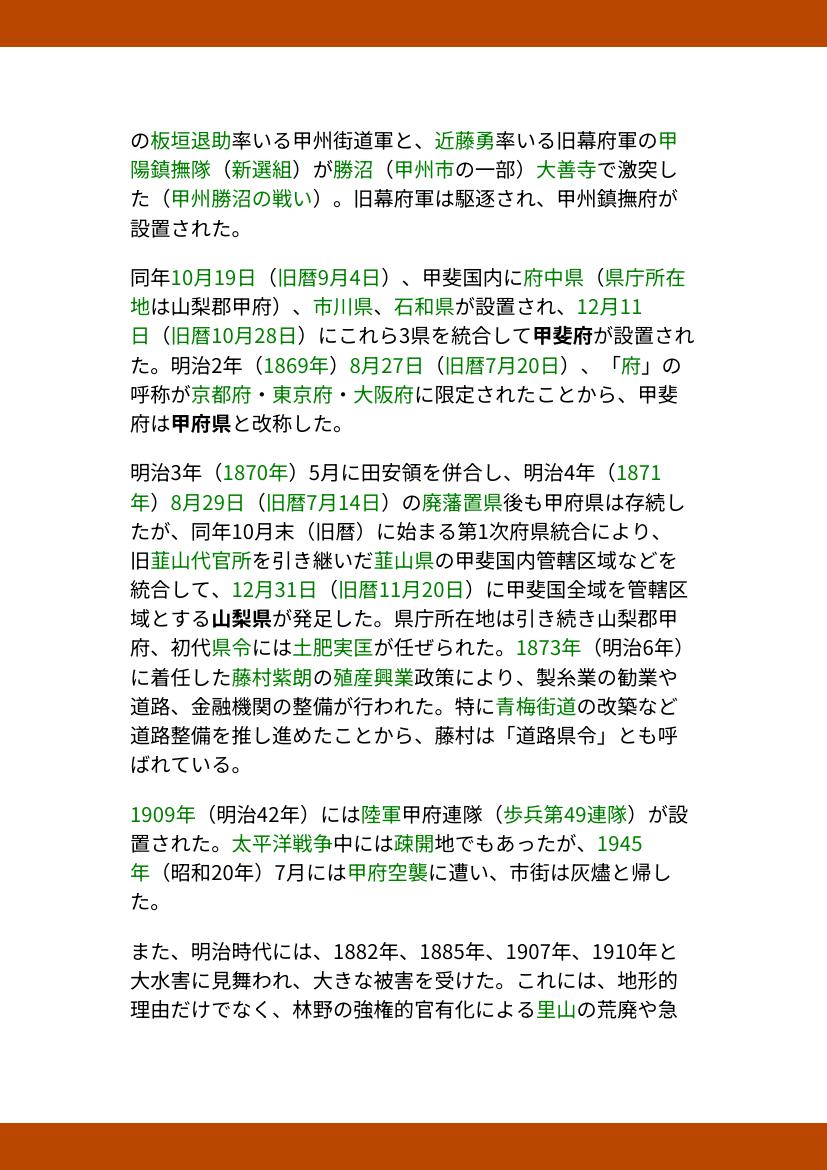 の板垣退助率いる甲州街道軍と、近藤勇率いる旧幕府軍の甲
陽鎮撫隊（新選組）が勝沼（甲州市の一部）大善寺で激突し
た（甲州勝沼の戦い）。旧幕府軍は駆逐され、甲州鎮撫府が
設置された。
同年10月19日（旧暦9月4日）、甲斐国内に府中県（県庁所在
地は山梨郡甲府）、市川県、石和県が設置され、12月11
日（旧暦10月28日）にこれら3県を統合して甲斐府が設置され
た。明治2年（1869年）8月27日（旧暦7月20日）、「府」の
呼称が京都府・東京府・大阪府に限定されたことから、甲斐
府は甲府県と改称した。
明治3年（1870年）5月に田安領を併合し、明治4年（1871
年）8月29日（旧暦7月14日）の廃藩置県後も甲府県は存続し
たが、同年10月末（旧暦）に始まる第1次府県統合により、
旧韮山代官所を引き継いだ韮山県の甲斐国内管轄区域などを
統合して、12月31日（旧暦11月20日）に甲斐国全域を管轄区
域とする山梨県が発足した。県庁所在地は引き続き山梨郡甲
府、初代県令には土肥実匡が任ぜられた。1873年（明治6年）
に着任した藤村紫朗の殖産興業政策により、製糸業の勧業や
道路、金融機関の整備が行われた。特に青梅街道の改築など
道路整備を推し進めたことから、藤村は「道路県令」とも呼
ばれている。
1909年（明治42年）には陸軍甲府連隊（歩兵第49連隊）が設
置された。太平洋戦争中には疎開地でもあったが、1945
年（昭和20年）7月には甲府空襲に遭い、市街は灰燼と帰し
た。
また、明治時代には、1882年、1885年、1907年、1910年と
大水害に見舞われ、大きな被害を受けた。これには、地形的
理由だけでなく、林野の強権的官有化による里山の荒廃や急